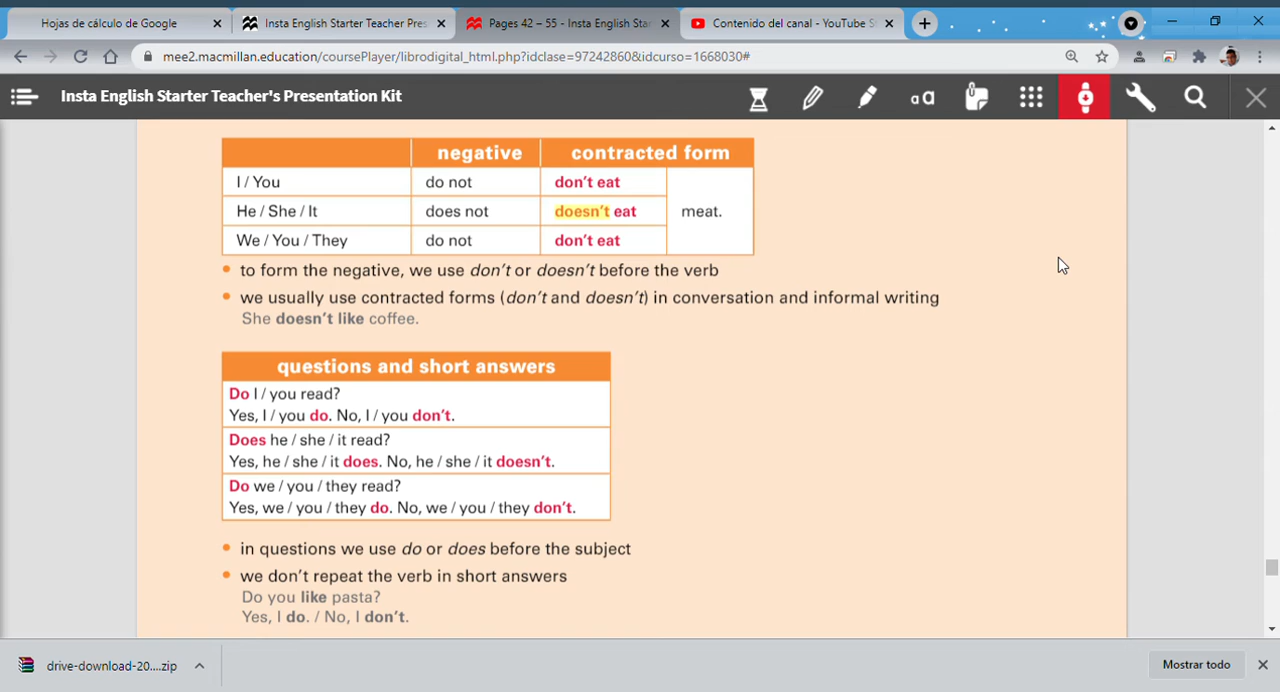 Hojas de cálculo de Google
Insta English Starter Teacher Pres
Pages 42 – 55 - Insta English Star
Contenido del canal - YouTube S
mee2.macmillan.education/coursePlayer/librodigital_html.php?idclase=97242860&idcurso=1668030#
Insta English Starter Teacher's Presentation Kit
aA
negative contracted form
I / You do not don't eat
He / She / It does not doesn't eat meat.
We / You / They do not don't eat
• to form the negative, we use don't or doesn't before the verb
• we usually use contracted forms (don't and doesn't) in conversation and informal writing
She doesn't like coffee.
questions and short answers
Do I / you read?
Yes, I / you do. No, I / you don't.
Does he / she / it read?
Yes, he / she / it does. No, he / she / it doesn't.
Do we / you / they read?
Yes, we / you / they do. No, we / you / they don't.
• in questions we use do or does before the subject
• we don't repeat the verb in short answers
Do you like pasta?
Yes, I do. / No, I don't.
drive-download-20....zip
Mostrar todo